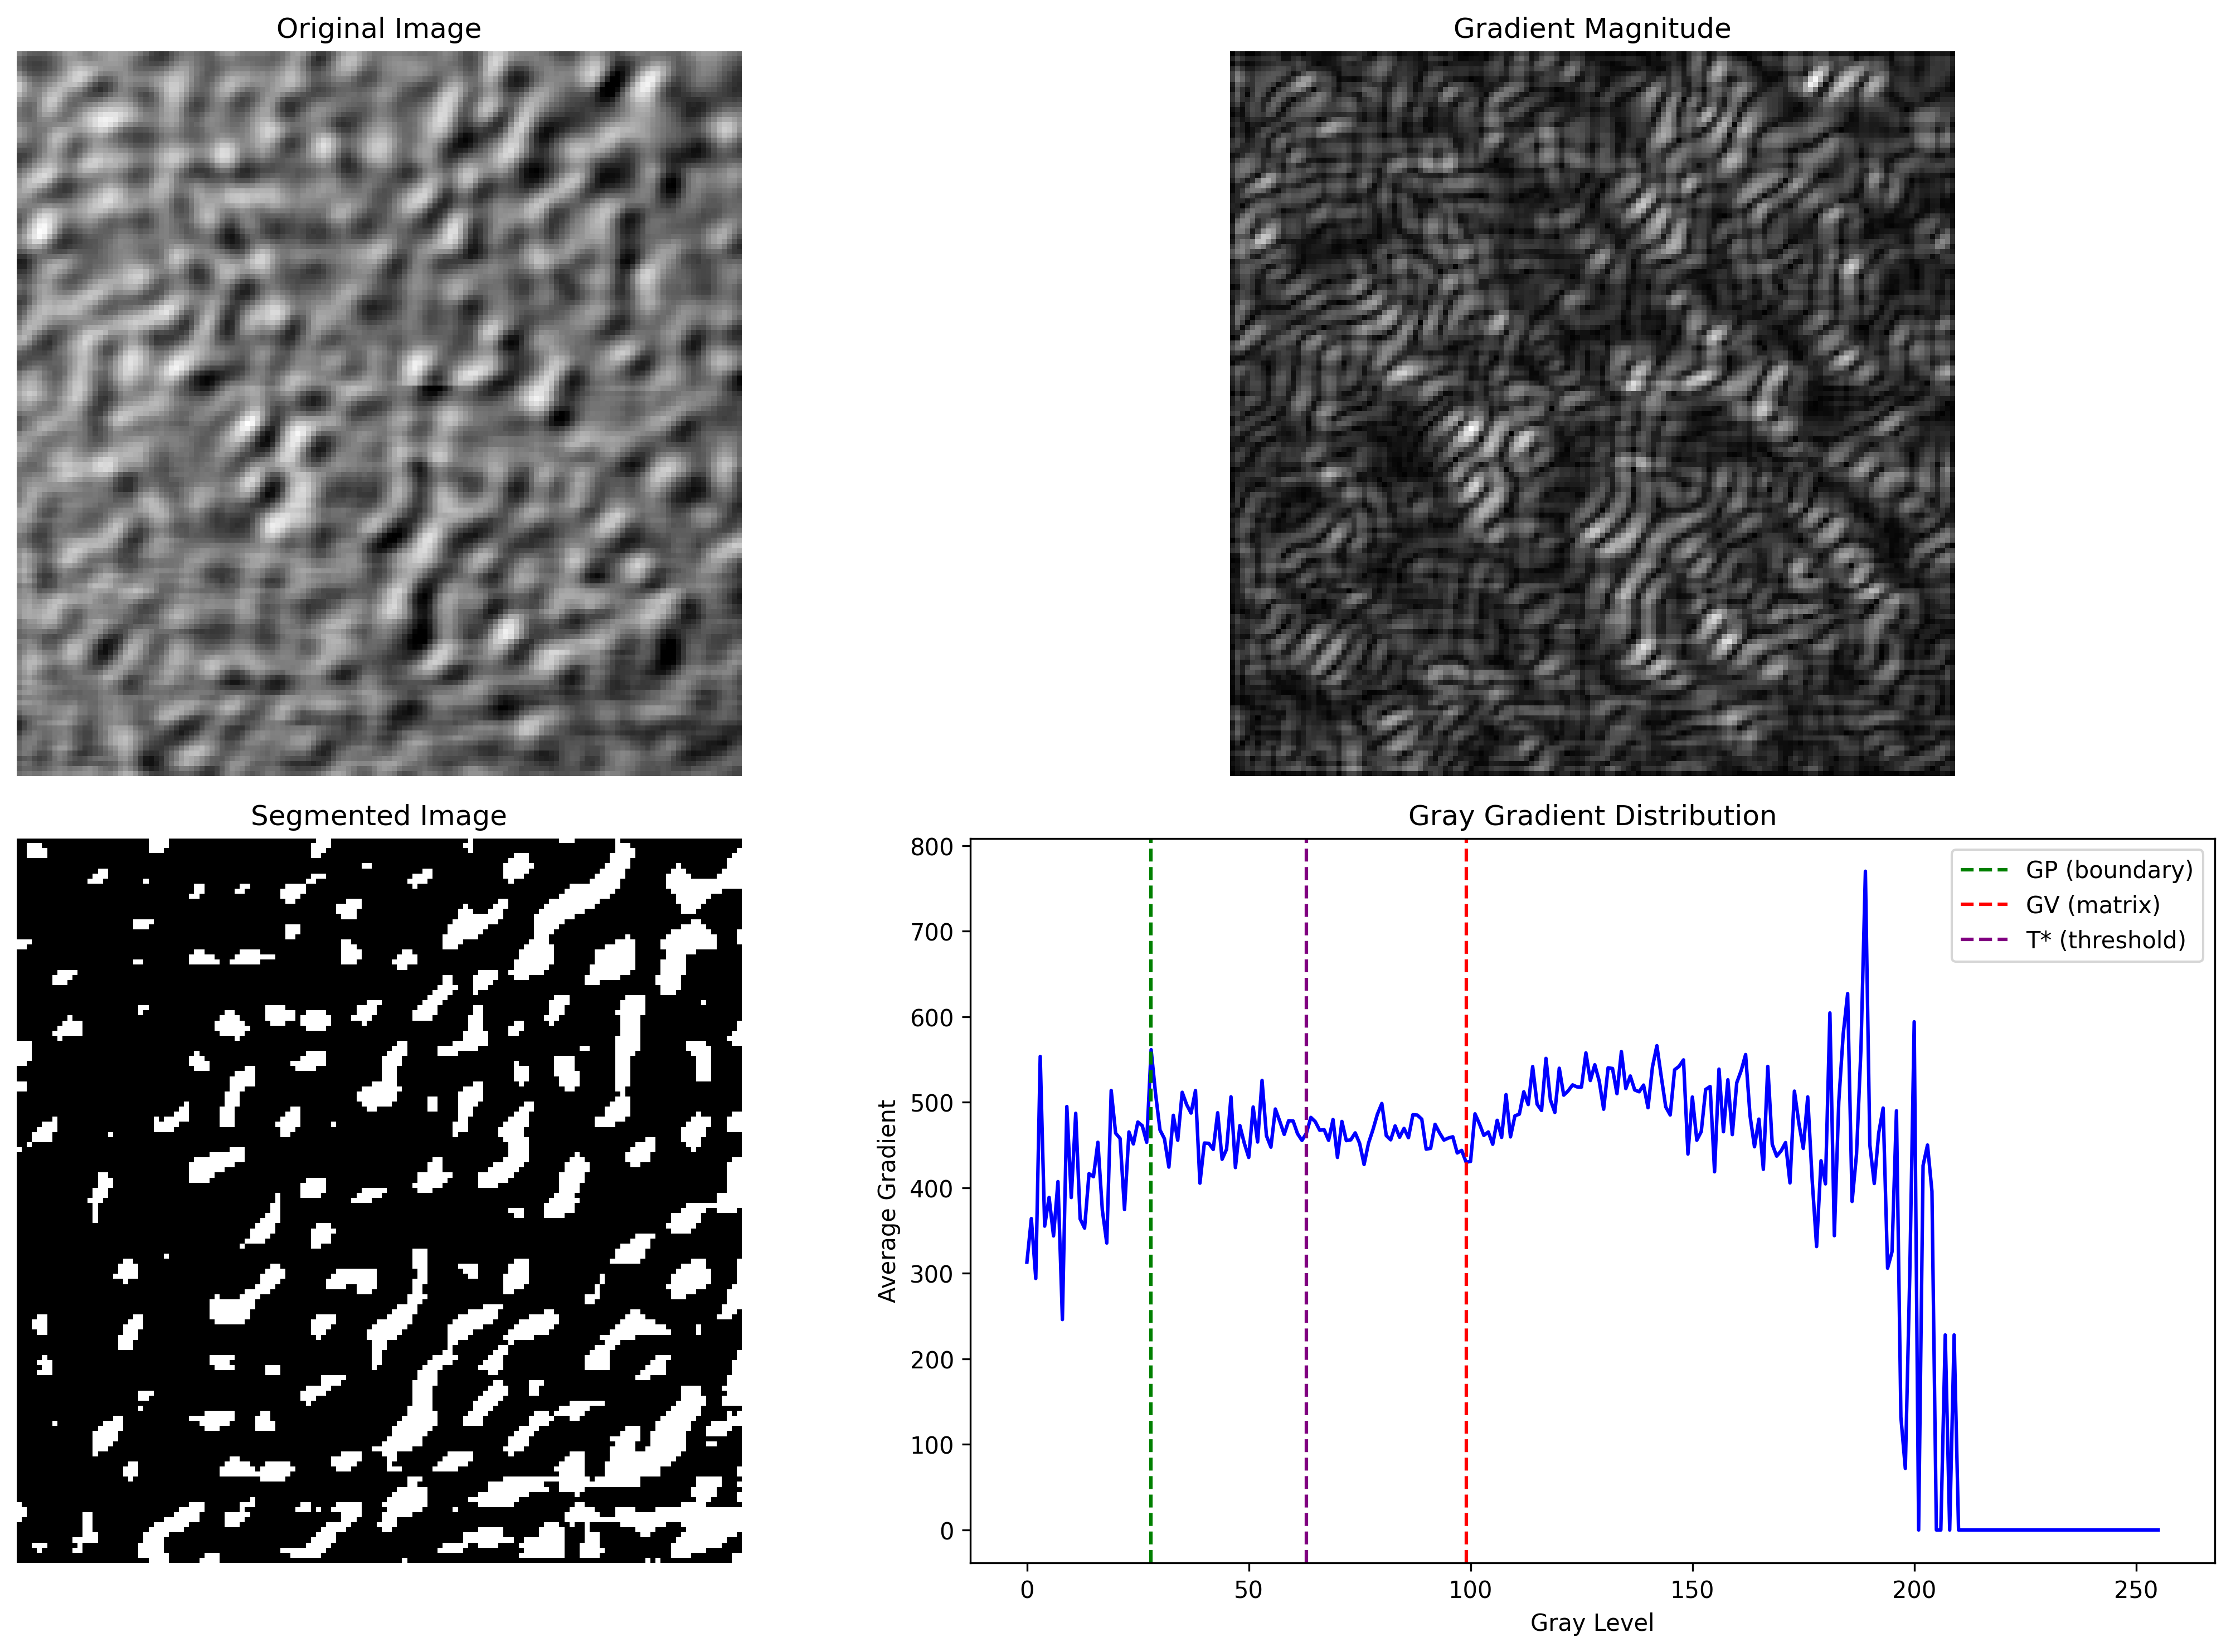 Original Image
Gradient Magnitude
Segmented Image
Gray Gradient Distribution
800
700
600
500
400
300
200
100
0
Average Gradient
GP (boundary)
GV (matrix)
T* (threshold)
0 50 100 150 200 250
Gray Level